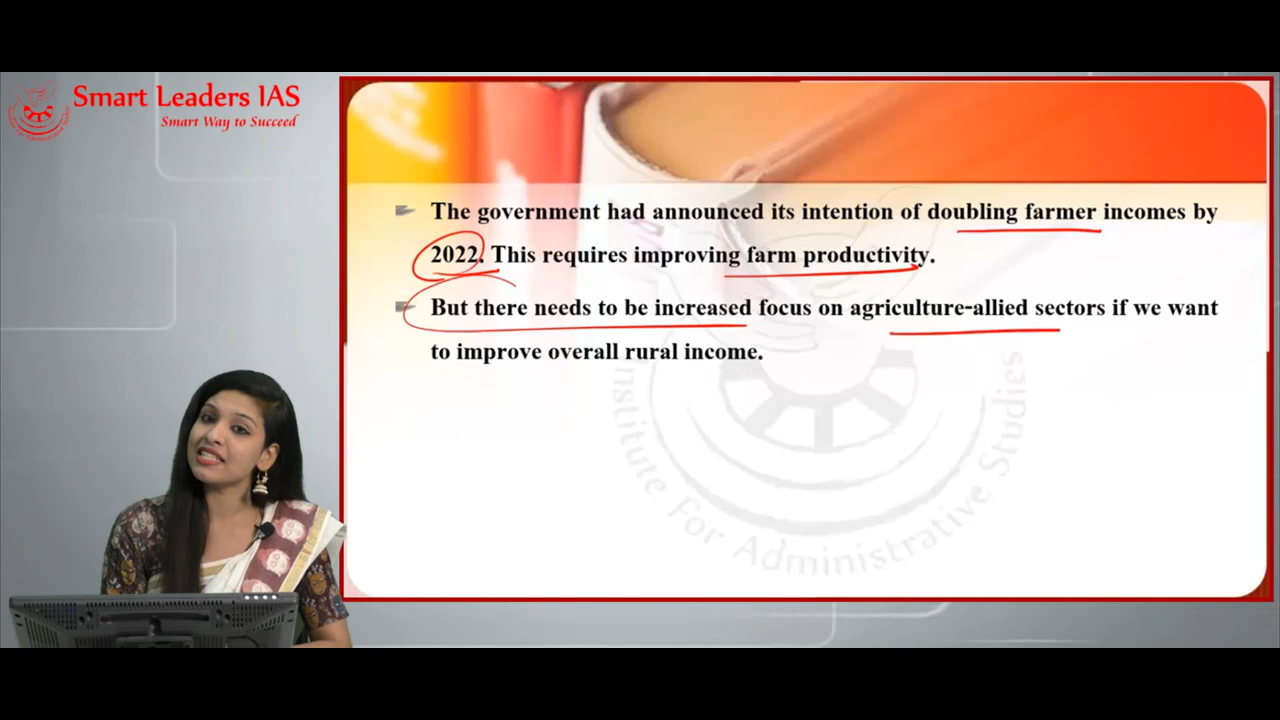 Smart Leaders IAS
Smart Way to Succeed
The government had announced its intention of doubling farmer incomes by
2022. This requires improving farm productivity.
But there needs to be increased focus on agriculture-allied sectors if we want
to improve overall rural income.
Institute For Administrative Studies